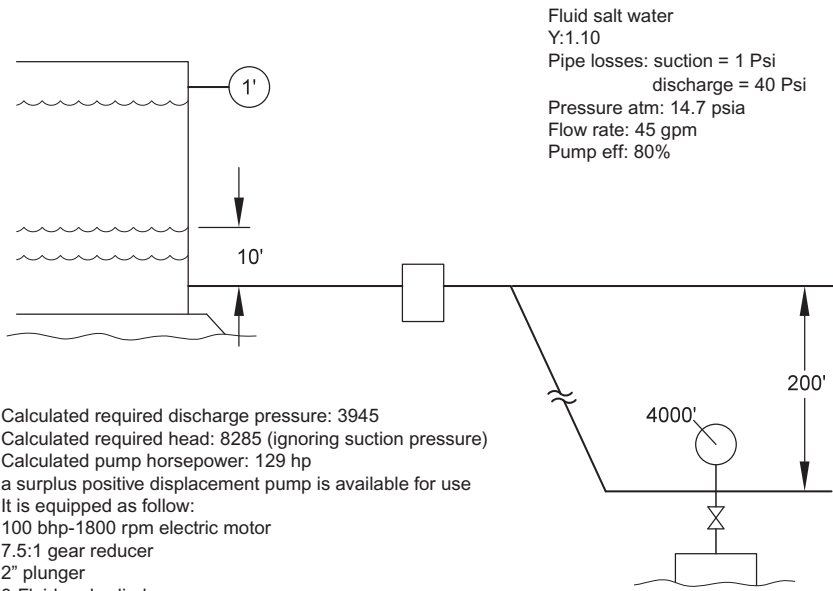 Fluid salt water
Y:1.10
Pipe losses: suction = 1 Psi
discharge = 40 Psi
Pressure atm: 14.7 psia
Flow rate: 45 gpm
Pump eff: 80%
1'
10'
200'
4000'
Calculated required discharge pressure: 3945
Calculated required head: 8285 (ignoring suction pressure)
Calculated pump horsepower: 129 hp
a surplus positive displacement pump is available for use
It is equipped as follow:
100 bhp-1800 rpm electric motor
7.5:1 gear reducer
2” plunger